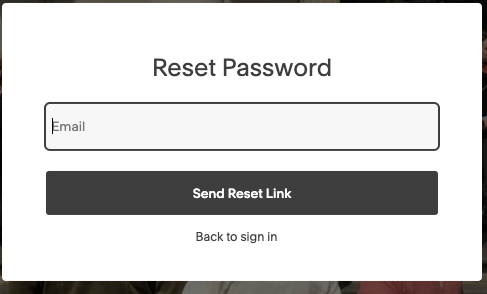 Reset Password
Email
Send Reset Link
Back to sign in